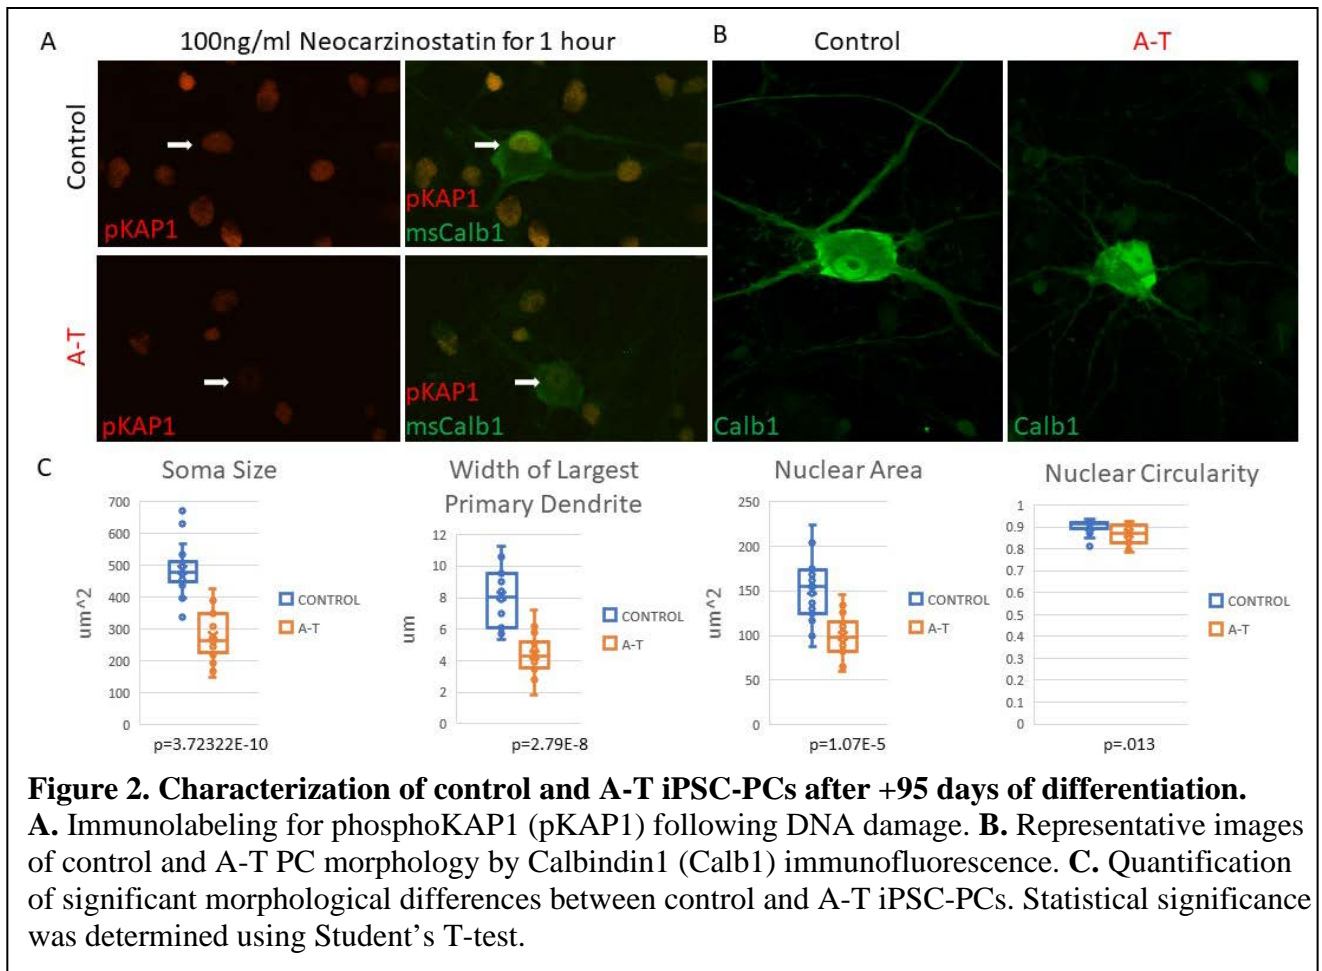 A
100ng/ml Neocarzinostatin for 1 hour
B
Control
A-T
Control
pKAP1
pKAP1
msCalb1
A-T
pKAP1
pKAP1
msCalb1
Calb1
Calb1
C
Soma Size
700
600
500
400
300
200
100
0
um^2
CONTROL
A-T
p=3.72322E-10
Width of Largest
Primary Dendrite
12
10
8
6
4
2
0
um
CONTROL
A-T
p=2.79E-8
Nuclear Area
250
200
150
100
50
0
um^2
CONTROL
A-T
p=1.07E-5
Nuclear Circularity
1
0.9
0.8
0.7
0.6
0.5
0.4
0.3
0.2
0.1
0
CONTROL
A-T
p=.013
Figure 2. Characterization of control and A-T iPSC-PCs after +95 days of differentiation.
A. Immunolabeling for phosphoKAP1 (pKAP1) following DNA damage. B. Representative images
of control and A-T PC morphology by Calbindin1 (Calb1) immunofluorescence. C. Quantification
of significant morphological differences between control and A-T iPSC-PCs. Statistical significance
was determined using Student's T-test.